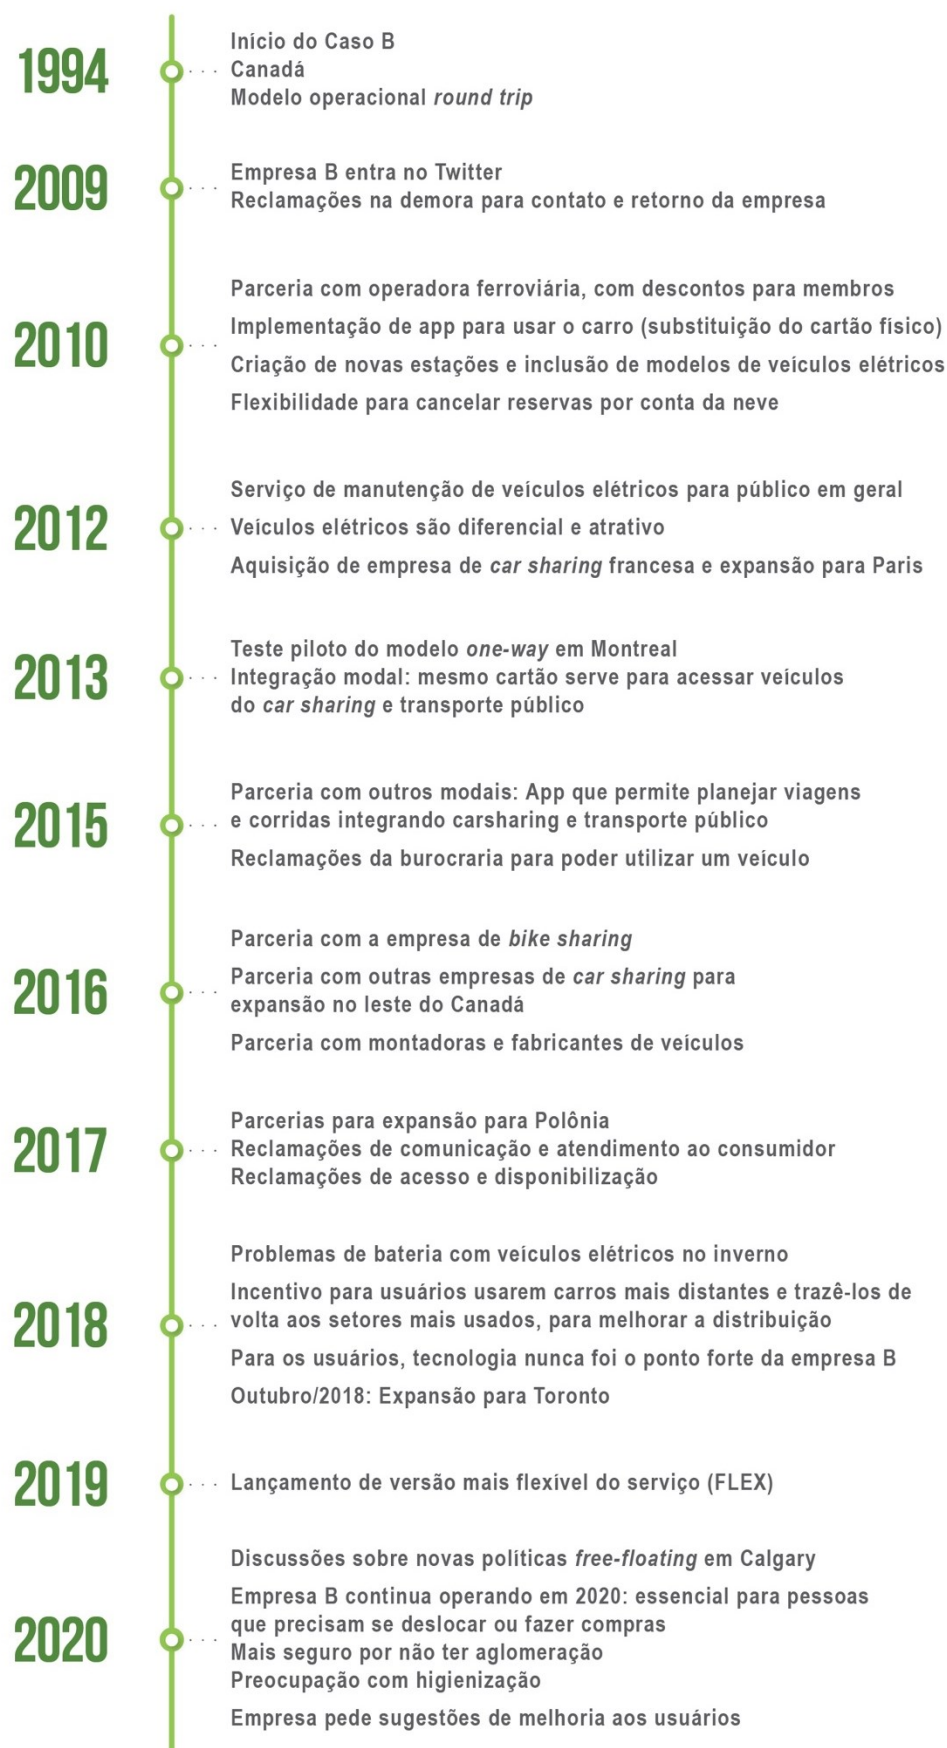 1994
Início do Caso B
Canadá
Modelo operacional round trip
2009
Empresa B entra no Twitter
Reclamações na demora para contato e retorno da empresa
2010
Parceria com operadora ferroviária, com descontos para membros
Implementação de app para usar o carro (substituição do cartão físico)
Criação de novas estações e inclusão de modelos de veículos elétricos
Flexibilidade para cancelar reservas por conta da neve
2012
Serviço de manutenção de veículos elétricos para público em geral
Veículos elétricos são diferencial e atrativo
Aquisição de empresa de car sharing francesa e expansão para Paris
2013
Teste piloto do modelo one-way em Montreal
Integração modal: mesmo cartão serve para acessar veículos
do car sharing e transporte público
2015
Parceria com outros modais: App que permite planejar viagens
e corridas integrando carsharing e transporte público
Reclamações da burocraria para poder utilizar um veículo
2016
Parceria com a empresa de bike sharing
Parceria com outras empresas de car sharing para
expansão no leste do Canadá
Parceria com montadoras e fabricantes de veículos
2017
Parcerias para expansão para Polônia
Reclamações de comunicação e atendimento ao consumidor
Reclamações de acesso e disponibilização
2018
Problemas de bateria com veículos elétricos no inverno
Incentivo para usuários usarem carros mais distantes e trazê-los de
volta aos setores mais usados, para melhorar a distribuição
Para os usuários, tecnologia nunca foi o ponto forte da empresa B
Outubro/2018: Expansão para Toronto
2019
Lançamento de versão mais flexível do serviço (FLEX)
2020
Discussões sobre novas políticas free-floating em Calgary
Empresa B continua operando em 2020: essencial para pessoas
que precisam se deslocar ou fazer compras
Mais seguro por não ter aglomeração
Preocupação com higienização
Empresa pede sugestões de melhoria aos usuários